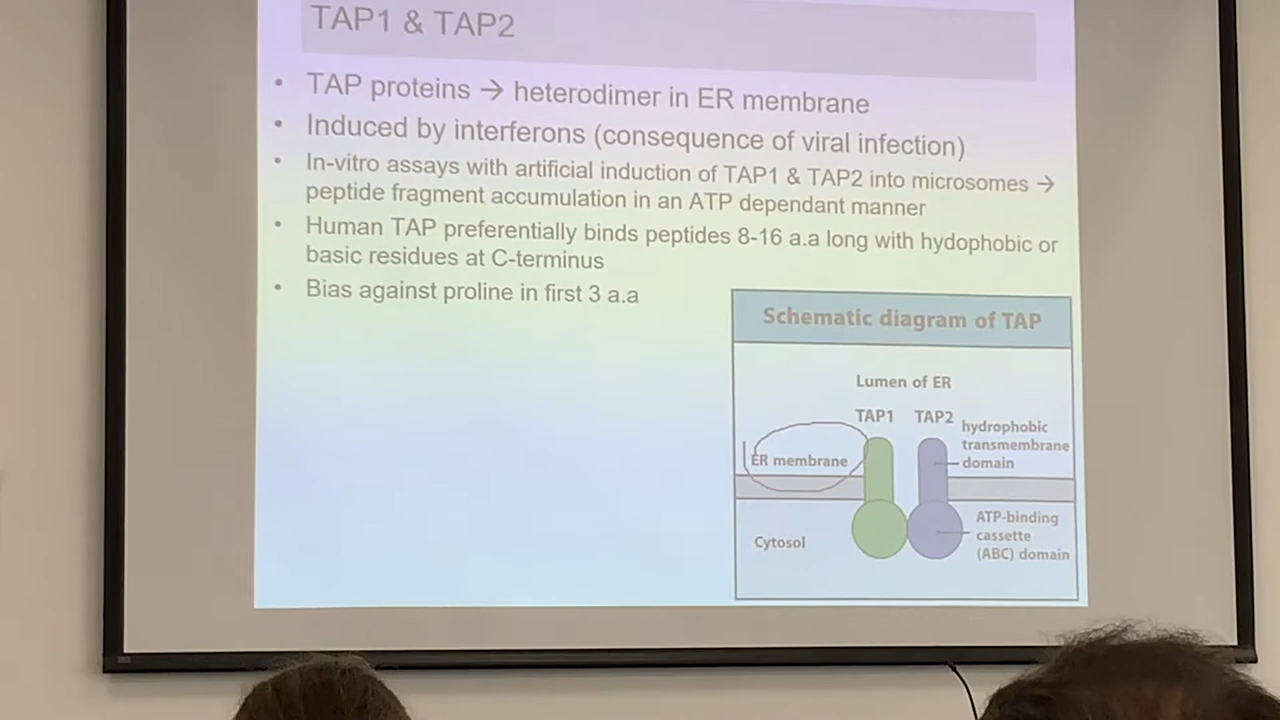 TAP1 & TAP2
• TAP proteins → heterodimer in ER membrane
• Induced by interferons (consequence of viral infection)
• In-vitro assays with artificial induction of TAP1 & TAP2 into microsomes →
peptide fragment accumulation in an ATP dependant manner
• Human TAP preferentially binds peptides 8-16 a.a long with hydophobic or
basic residues at C-terminus
• Bias against proline in first 3 a.a
Schematic diagram of TAP
Lumen of ER
TAP1 TAP2
hydrophobic
transmembrane
domain
ER membrane
ATP-binding
cassette
(ABC) domain
Cytosol